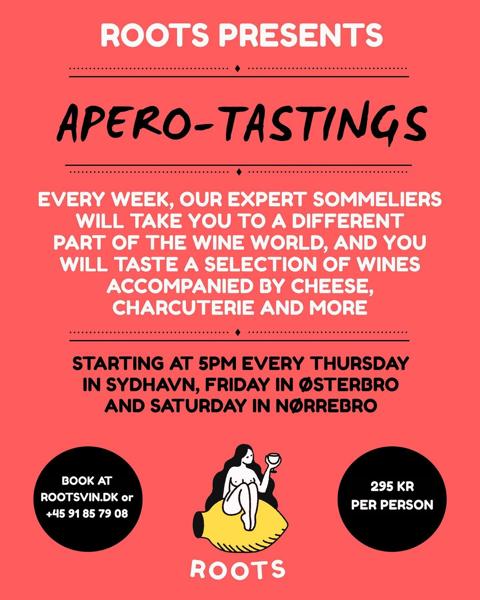 ROOTS PRESENTS
APERO-TASTINGS
EVERY WEEK, OUR EXPERT SOMMELIERS
WILL TAKE YOU TO A DIFFERENT
PART OF THE WINE WORLD, AND YOU
WILL TASTE A SELECTION OF WINES
ACCOMPANIED BY CHEESE,
CHARCUTERIE AND MORE
STARTING AT 5PM EVERY THURSDAY
IN SYDHAVN, FRIDAY IN ØSTERBRO
AND SATURDAY IN NØRREBRO
BOOK AT
ROOTSVIN.DK or
+45 91 85 79 08
295 KR
PER PERSON
ROOTS